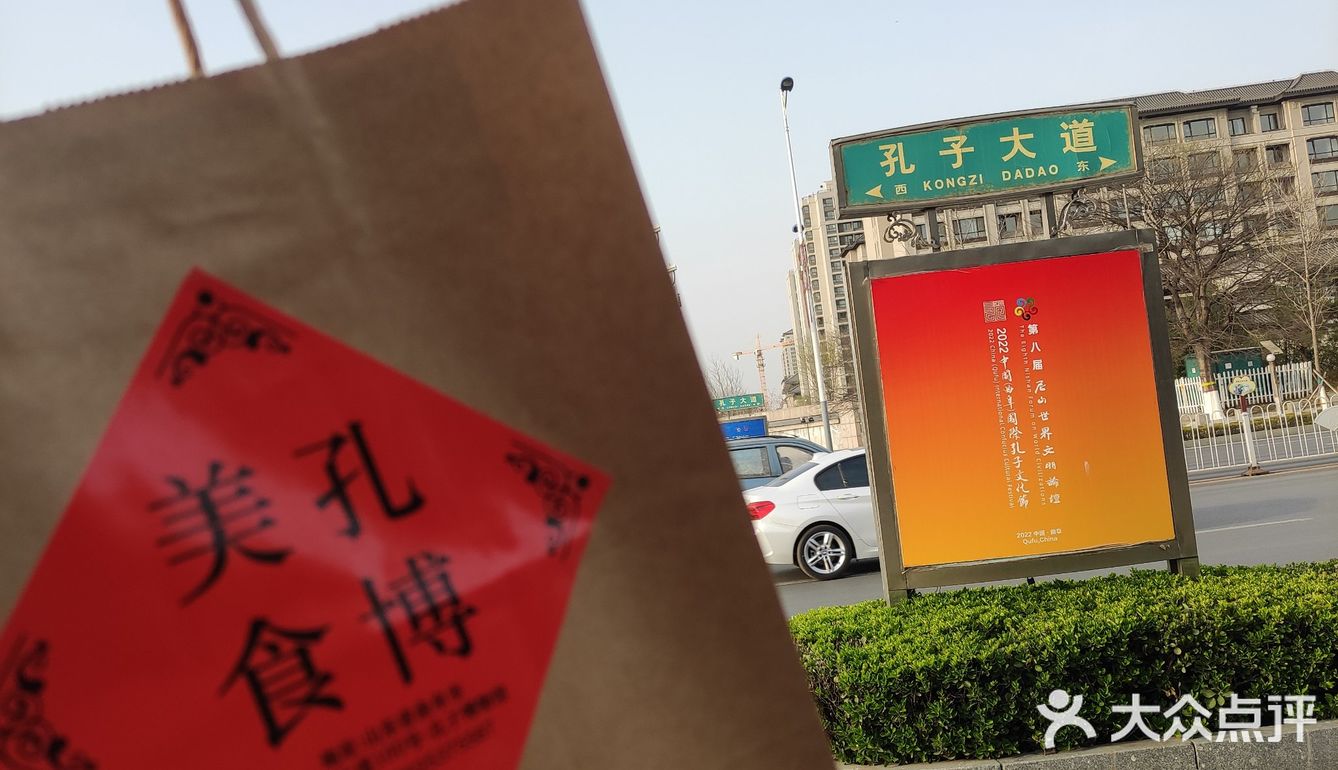 孔博
美食
孔子大道
西 KONGZI DADAO 东
第八届 尼山世界文明论坛
The Eighth Nishan Forum on World Civilizations
2022中国曲阜国际孔子文化节
2022 China (Qufu) International Confucius Cultural Festival
2022 中国·曲阜
Qufu,China
孔子大道
大众点评